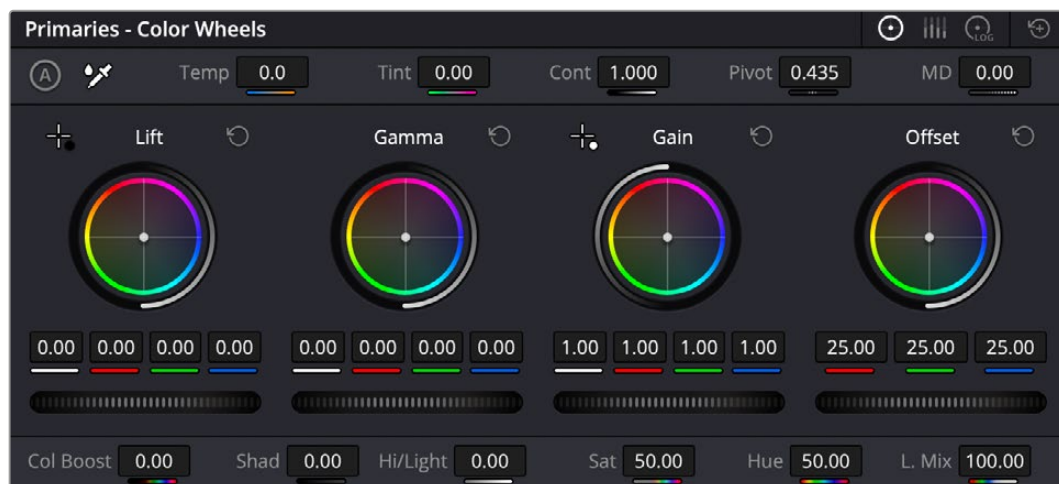 Primaries - Color Wheels
LOG
A Temp 0.0 Tint 0.00 Cont 1.000 Pivot 0.435 MD 0.00
Lift Gamma Gain Offset
0.00 0.00 0.00 0.00 0.00 0.00 0.00 0.00 1.00 1.00 1.00 1.00 25.00 25.00 25.00
Col Boost 0.00 Shad 0.00 Hi/Light 0.00 Sat 50.00 Hue 50.00 L. Mix 100.00